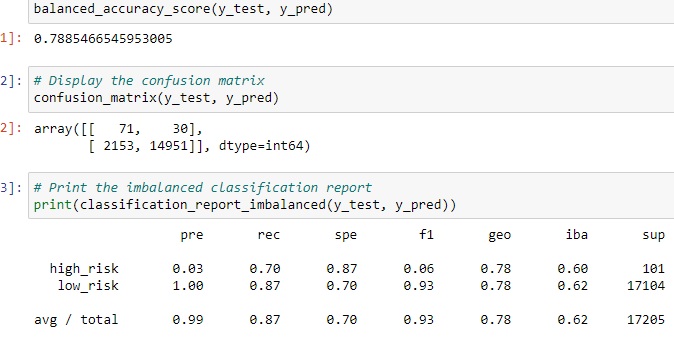 balanced_accuracy_score(y_test, y_pred)
1]: 0.7885466545953005
2]: # Display the confusion matrix
confusion_matrix(y_test, y_pred)
2]: array([[   71,    30],
       [ 2153, 14951]], dtype=int64)
3]: # Print the imbalanced classification report
print(classification_report_imbalanced(y_test, y_pred))
pre rec spe f1 geo iba sup
high_risk 0.03 0.70 0.87 0.06 0.78 0.60 101
low_risk 1.00 0.87 0.70 0.93 0.78 0.62 17104
avg / total 0.99 0.87 0.70 0.93 0.78 0.62 17205